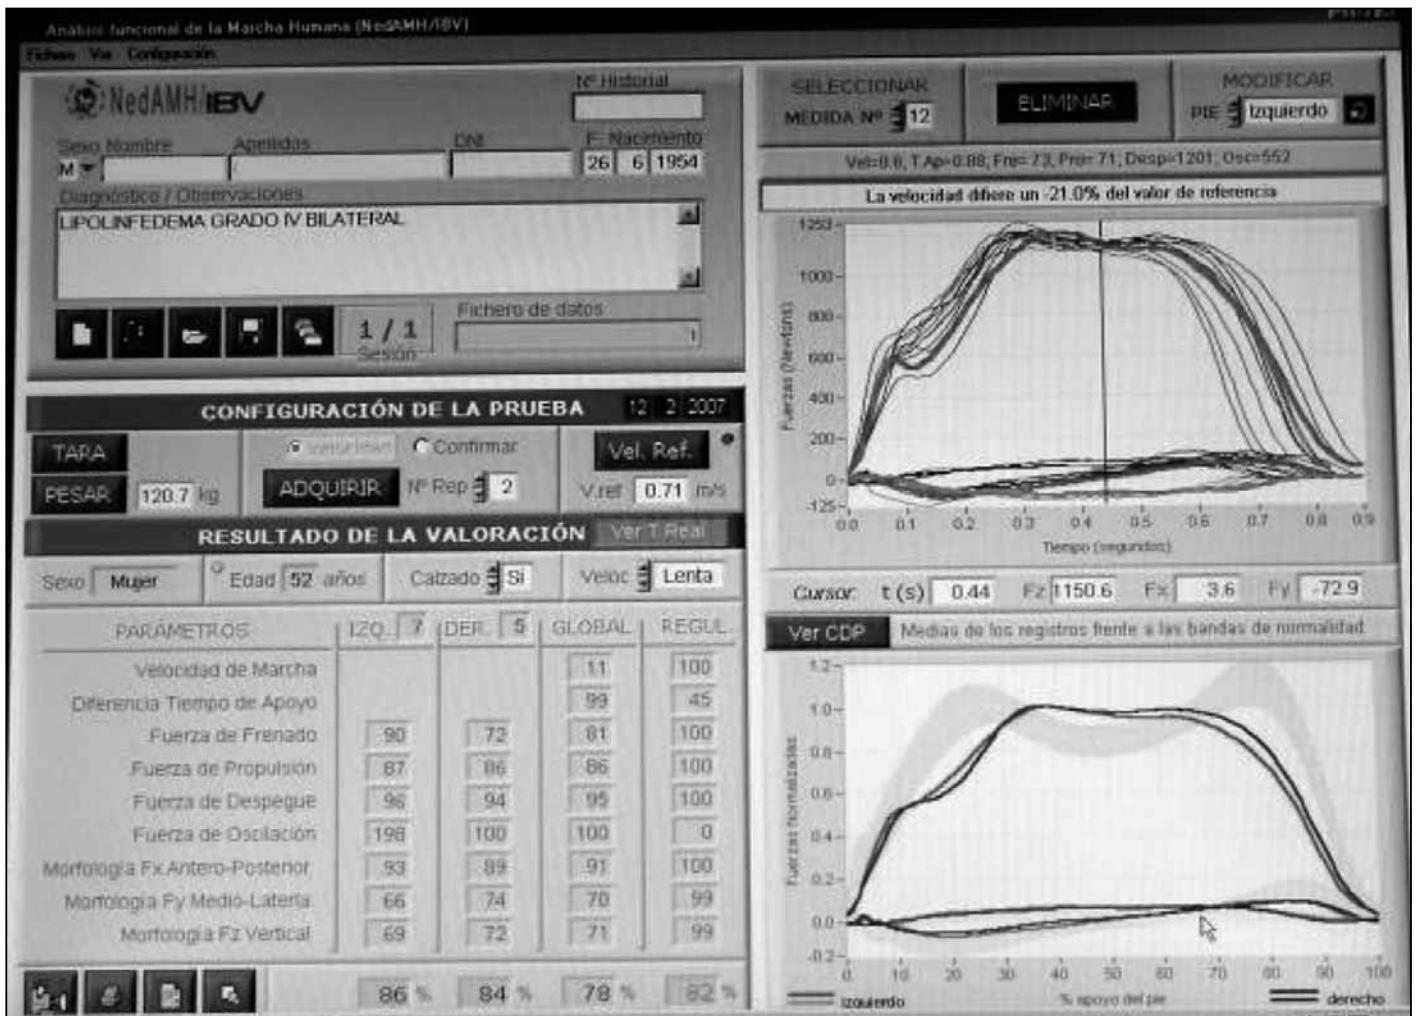 Análisis funcional de la Marcha Humana (NedAMH/IBV)
Fichero Ver Configuración
NedAMH/IBV
Nº Historial
Sexo Nombre Apellidos DNI F. Nacimiento
M 26 6 1954
Diagnóstico / Observaciones
LIPOLINFEDEMA GRADO IV BILATERAL
Fichero de datos
1 / 1
Sesión
1
CONFIGURACIÓN DE LA PRUEBA 12 2 2007
TARA
PESAR 120.7 kg
Confirmar
ADQUIRIR Nº Rep 2
Vel. Ref.
V.ref 0.71 m/s
RESULTADO DE LA VALORACIÓN Ver T Real
Sexo Mujer Edad 52 años Calzado Si Veloc Lenta
PARÁMETROS IZQ. 7 DER. 5 GLOBAL REGUL.
Velocidad de Marcha 11 100
Diferencia Tiempo de Apoyo 99 45
Fuerza de Frenado 90 72 81 100
Fuerza de Propulsión 87 86 86 100
Fuerza de Despegue 96 94 95 100
Fuerza de Oscilación 198 100 100 0
Morfología Fx Antero-Posterior 93 89 91 100
Morfología Fy Medio-Lateria 66 74 70 99
Morfología Fz Vertical 69 72 71 99
86 % 84 % 78 % 82 %
SELECCIONAR
MEDIDA Nº 12
ELIMINAR
MODIFICAR
PIE Izquierdo
Vel=0.6, T.Ap=0.88, Fre= 73, Pro= 71, Desp=1201, Osc=552
La velocidad difiere un -21.0% del valor de referencia
Fuerzas (Newtons)
1253
1000
800
600
400
200
0
-125
0.0 0.1 0.2 0.3 0.4 0.5 0.6 0.7 0.8 0.9
Tiempo (segundos)
Cursor: t (s) 0.44 Fz 1150.6 Fx 3.6 Fy -72.9
Ver CDP Medias de los registros frente a las bandas de normalidad
Fuerzas Normalizadas
1.2
1.0
0.8
0.6
0.4
0.2
0.0
-0.2
0 10 20 30 40 50 60 70 80 90 100
izquierdo % apoyo del pie derecho